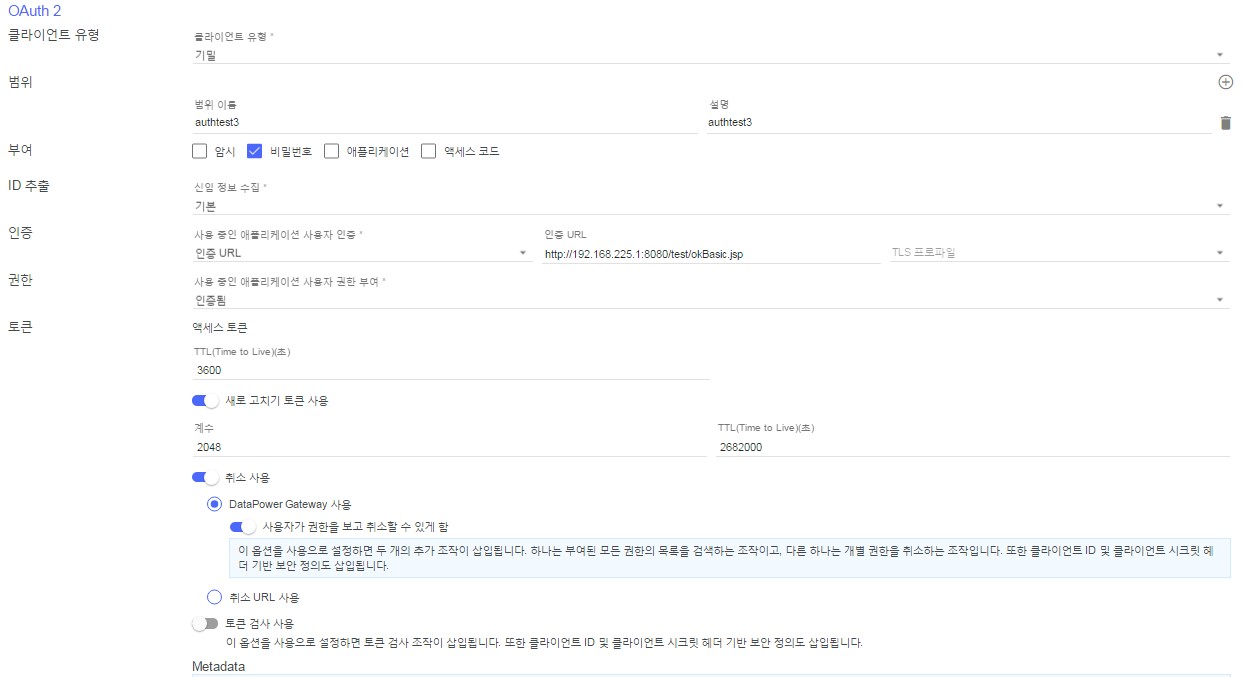 OAuth 2
클라이언트 유형
클라이언트 유형 *
기밀
범위
범위 이름
설명
authtest3
authtest3
부여
암시 비밀번호 애플리케이션 액세스 코드
ID 추출
신임 정보 수집 *
기본
인증
사용 중인 애플리케이션 사용자 인증 *
인증 URL
인증 URL
http://192.168.225.1:8080/test/okBasic.jsp
TLS 프로파일
권한
사용 중인 애플리케이션 사용자 권한 부여 *
인증됨
토큰
액세스 토큰
TTL(Time to Live)(초)
3600
새로 고치기 토큰 사용
계수
TTL(Time to Live)(초)
2048
2682000
취소 사용
DataPower Gateway 사용
사용자가 권한을 보고 취소할 수 있게 함
이 옵션을 사용으로 설정하면 두 개의 추가 조작이 삽입됩니다. 하나는 부여된 모든 권한의 목록을 검색하는 조작이고, 다른 하나는 개별 권한을 취소하는 조작입니다. 또한 클라이언트 ID 및 클라이언트 시크릿 헤
더 기반 보안 정의도 삽입됩니다.
취소 URL 사용
토큰 검사 사용
이 옵션을 사용으로 설정하면 토큰 검사 조작이 삽입됩니다. 또한 클라이언트 ID 및 클라이언트 시크릿 헤더 기반 보안 정의도 삽입됩니다.
Metadata